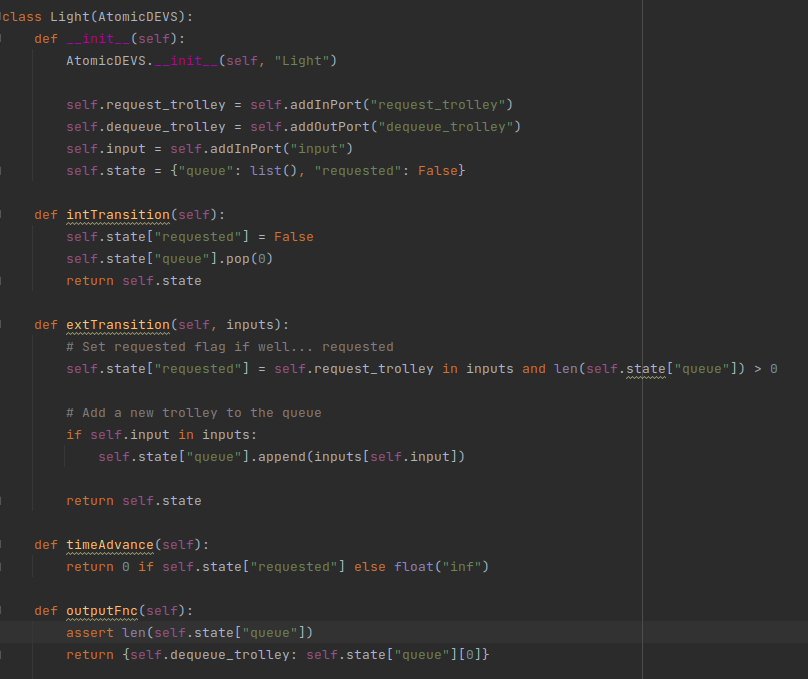 class Light(AtomicDEVS):
    def __init__(self):
        AtomicDEVS.__init__(self, "Light")

        self.request_trolley = self.addInPort("request_trolley")
        self.dequeue_trolley = self.addOutPort("dequeue_trolley")
        self.input = self.addInPort("input")
        self.state = {"queue": list(), "requested": False}

    def intTransition(self):
        self.state["requested"] = False
        self.state["queue"].pop(0)
        return self.state

    def extTransition(self, inputs):
        # Set requested flag if well... requested
        self.state["requested"] = self.request_trolley in inputs and len(self.state["queue"]) > 0

        # Add a new trolley to the queue
        if self.input in inputs:
            self.state["queue"].append(inputs[self.input])

        return self.state

    def timeAdvance(self):
        return 0 if self.state["requested"] else float("inf")

    def outputFnc(self):
        assert len(self.state["queue"])
        return {self.dequeue_trolley: self.state["queue"][0]}